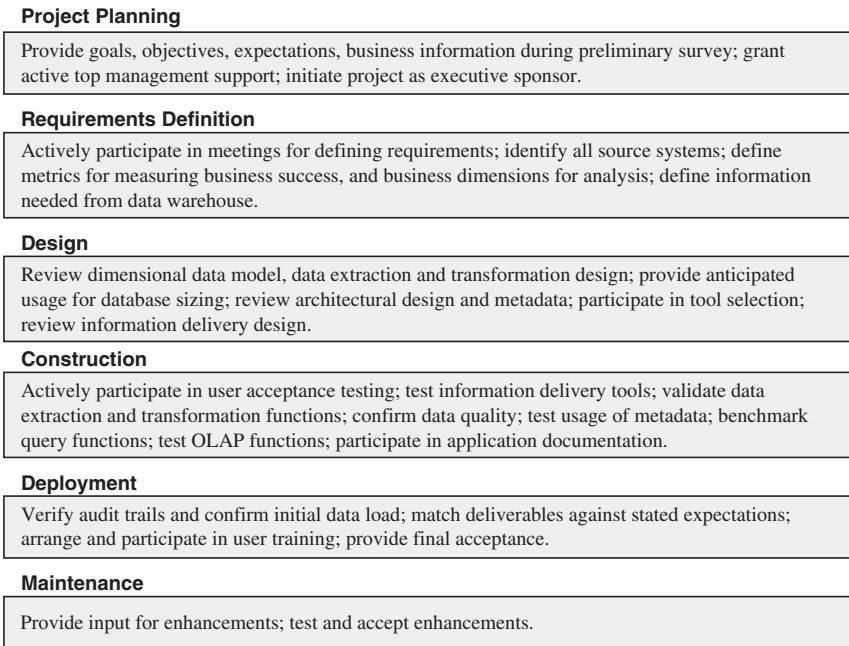 Project Planning
Provide goals, objectives, expectations, business information during preliminary survey; grant
active top management support; initiate project as executive sponsor.
Requirements Definition
Actively participate in meetings for defining requirements; identify all source systems; define
metrics for measuring business success, and business dimensions for analysis; define information
needed from data warehouse.
Design
Review dimensional data model, data extraction and transformation design; provide anticipated
usage for database sizing; review architectural design and metadata; participate in tool selection;
review information delivery design.
Construction
Actively participate in user acceptance testing; test information delivery tools; validate data
extraction and transformation functions; confirm data quality; test usage of metadata; benchmark
query functions; test OLAP functions; participate in application documentation.
Deployment
Verify audit trails and confirm initial data load; match deliverables against stated expectations;
arrange and participate in user training; provide final acceptance.
Maintenance
Provide input for enhancements; test and accept enhancements.